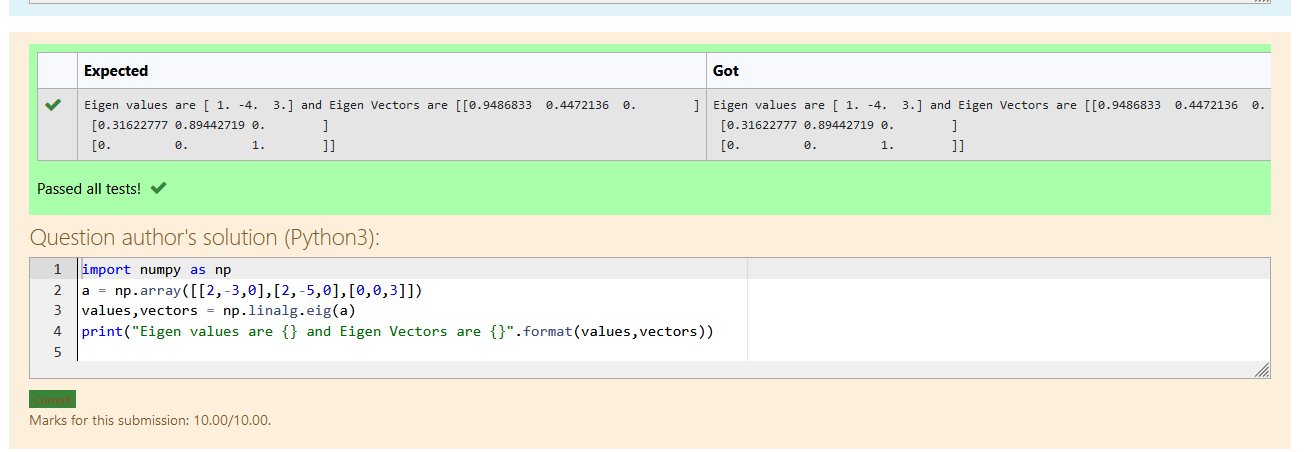 Expected Got
Eigen values are [ 1. -4.  3.] and Eigen Vectors are [[0.9486833  0.4472136  0.        ] Eigen values are [ 1. -4.  3.] and Eigen Vectors are [[0.9486833  0.4472136  0.
[0.31622777 0.89442719 0.        ] [0.31622777 0.89442719 0.        ]
[0.         0.         1.        ]] [0.         0.         1.        ]]
Passed all tests!
Question author's solution (Python3):
1 import numpy as np
2 a = np.array([[2,-3,0],[2,-5,0],[0,0,3]])
3 values,vectors = np.linalg.eig(a)
4 print("Eigen values are {} and Eigen Vectors are {}".format(values,vectors))
5
Correct
Marks for this submission: 10.00/10.00.